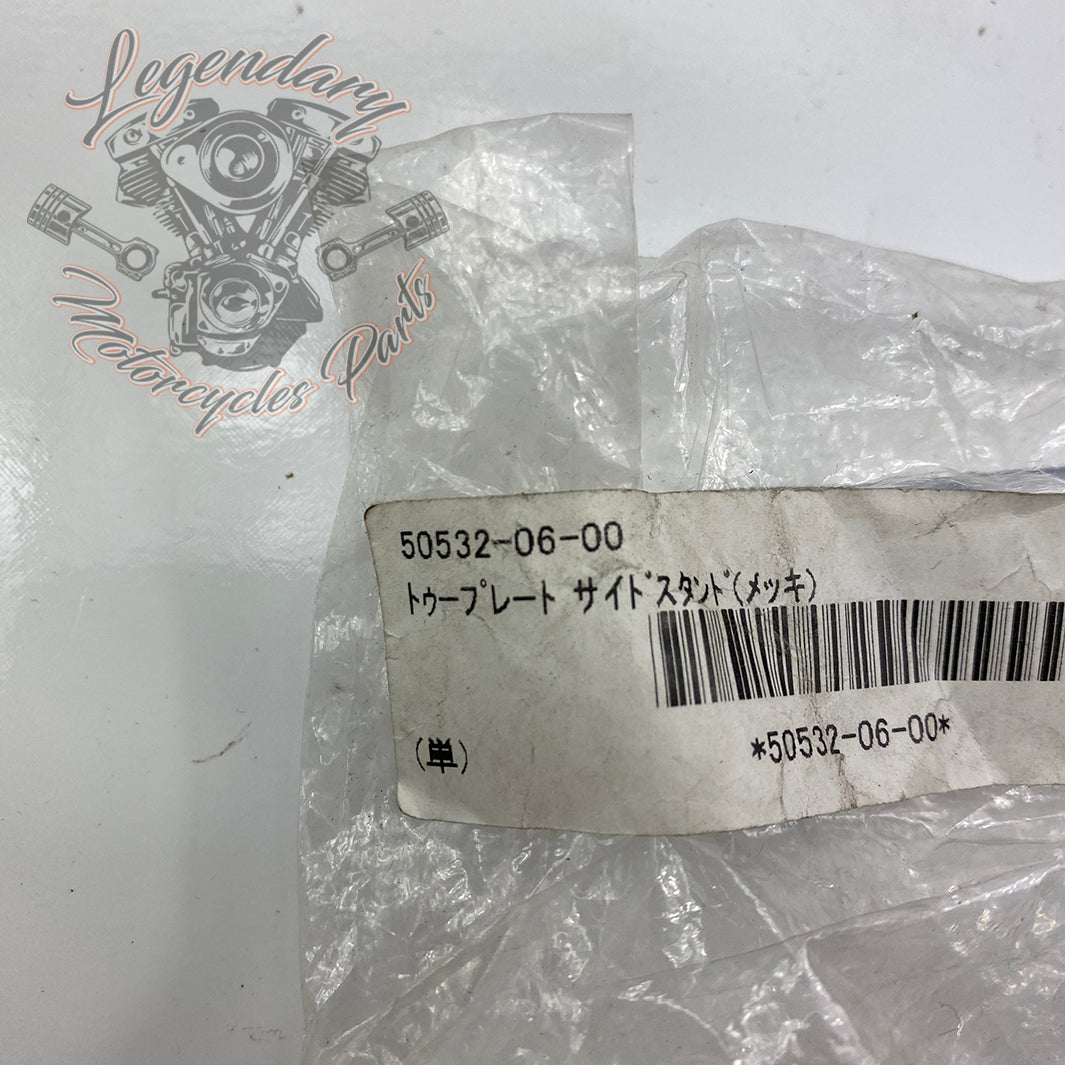 Legendary
Motorcycles Parts
50532-06-00
トゥープレート サイドスタンド(メッキ)
*50532-06-00*
(単)